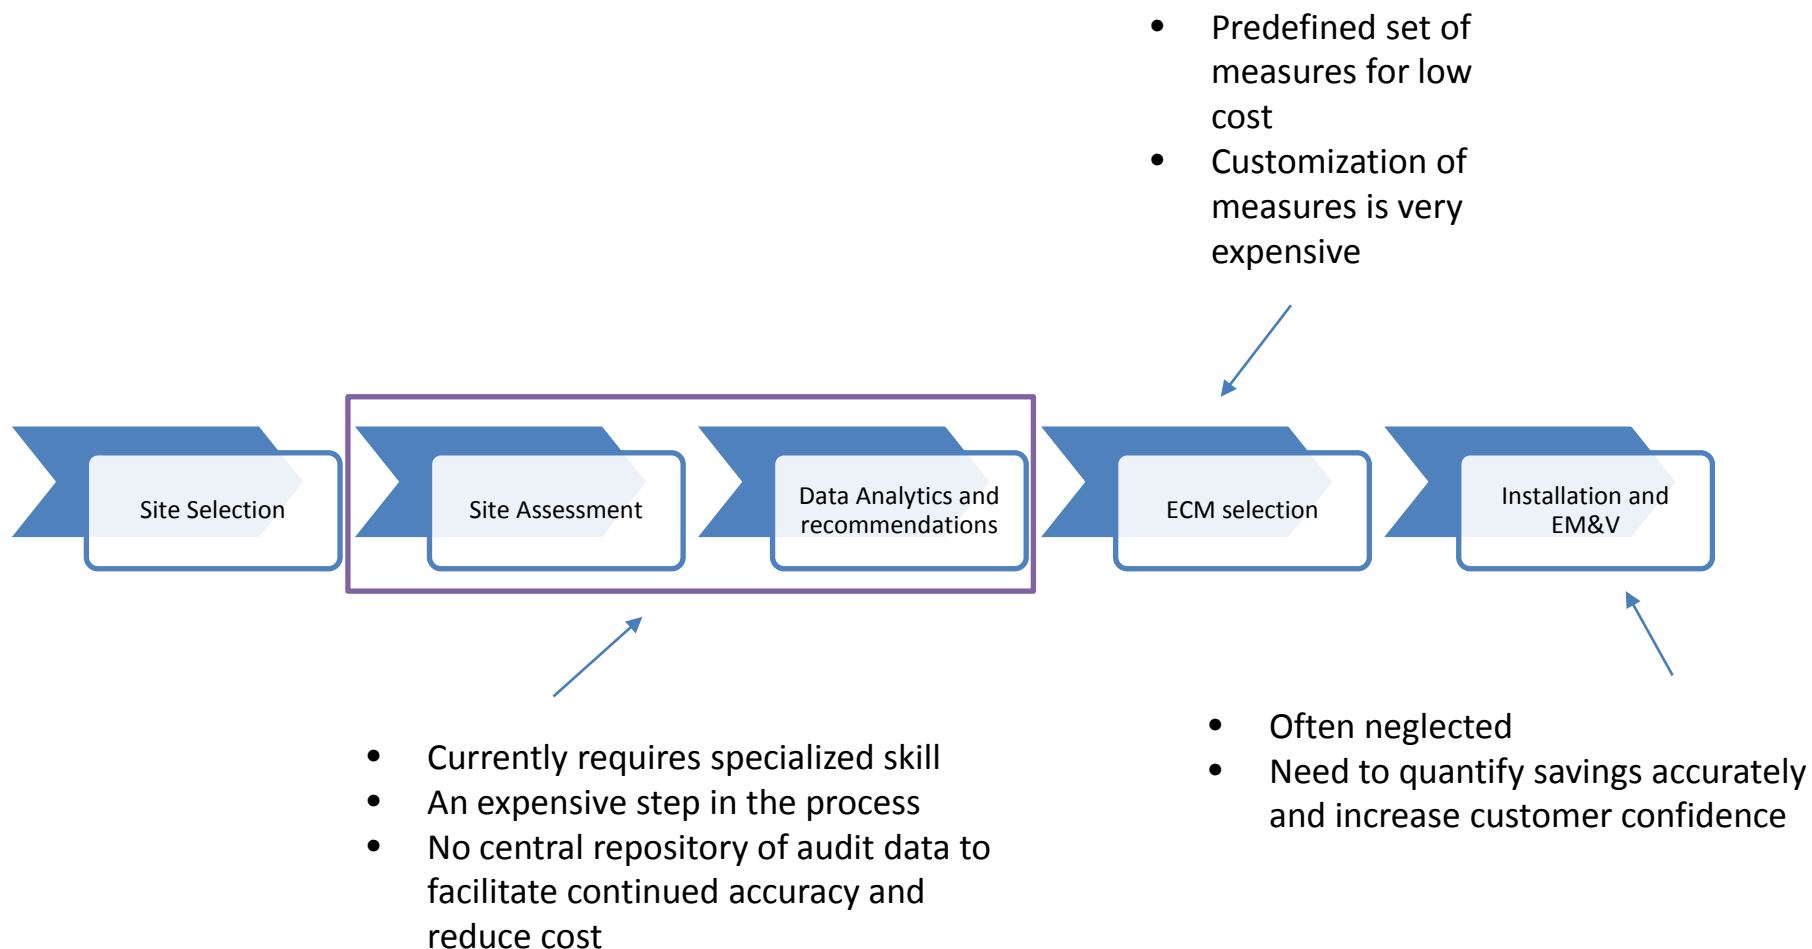 • Predefined set of
measures for low
cost
• Customization of
measures is very
expensive
Site Selection
Site Assessment
Data Analytics and
recommendations
ECM selection
Installation and
EM&V
• Currently requires specialized skill
• An expensive step in the process
• No central repository of audit data to
facilitate continued accuracy and
reduce cost
• Often neglected
• Need to quantify savings accurately
and increase customer confidence